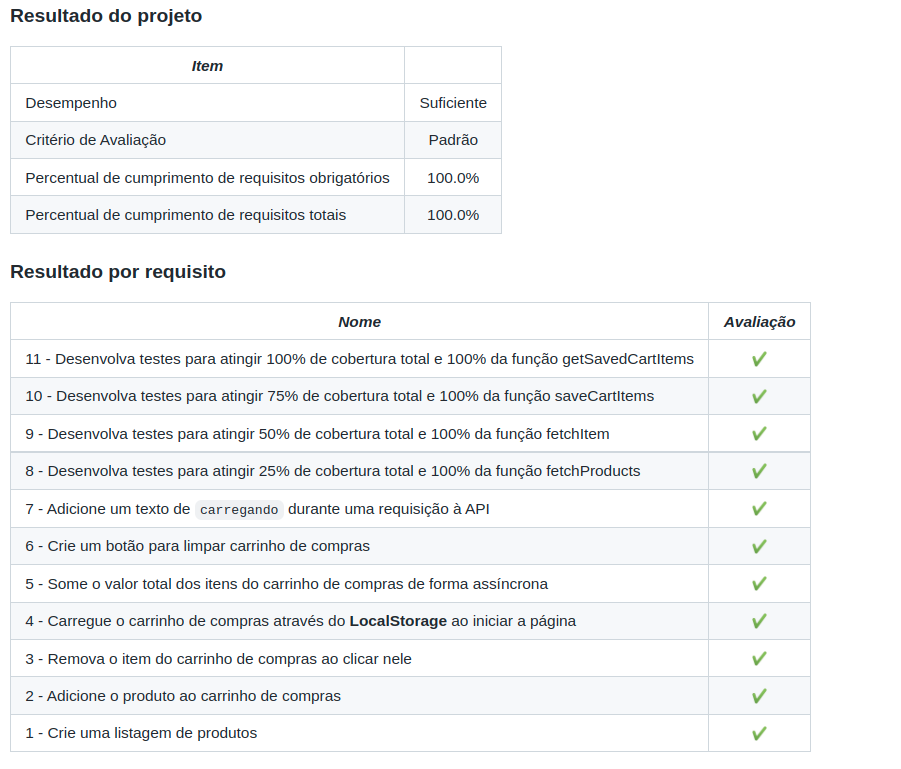 Resultado do projeto
Item
Desempenho Suficiente
Critério de Avaliação Padrão
Percentual de cumprimento de requisitos obrigatórios 100.0%
Percentual de cumprimento de requisitos totais 100.0%
Resultado por requisito
Nome Avaliação
11 - Desenvolva testes para atingir 100% de cobertura total e 100% da função getSavedCartItems ✔
10 - Desenvolva testes para atingir 75% de cobertura total e 100% da função saveCartItems ✔
9 - Desenvolva testes para atingir 50% de cobertura total e 100% da função fetchItem ✔
8 - Desenvolva testes para atingir 25% de cobertura total e 100% da função fetchProducts ✔
7 - Adicione um texto de carregando durante uma requisição à API ✔
6 - Crie um botão para limpar carrinho de compras ✔
5 - Some o valor total dos itens do carrinho de compras de forma assíncrona ✔
4 - Carregue o carrinho de compras através do LocalStorage ao iniciar a página ✔
3 - Remova o item do carrinho de compras ao clicar nele ✔
2 - Adicione o produto ao carrinho de compras ✔
1 - Crie uma listagem de produtos ✔